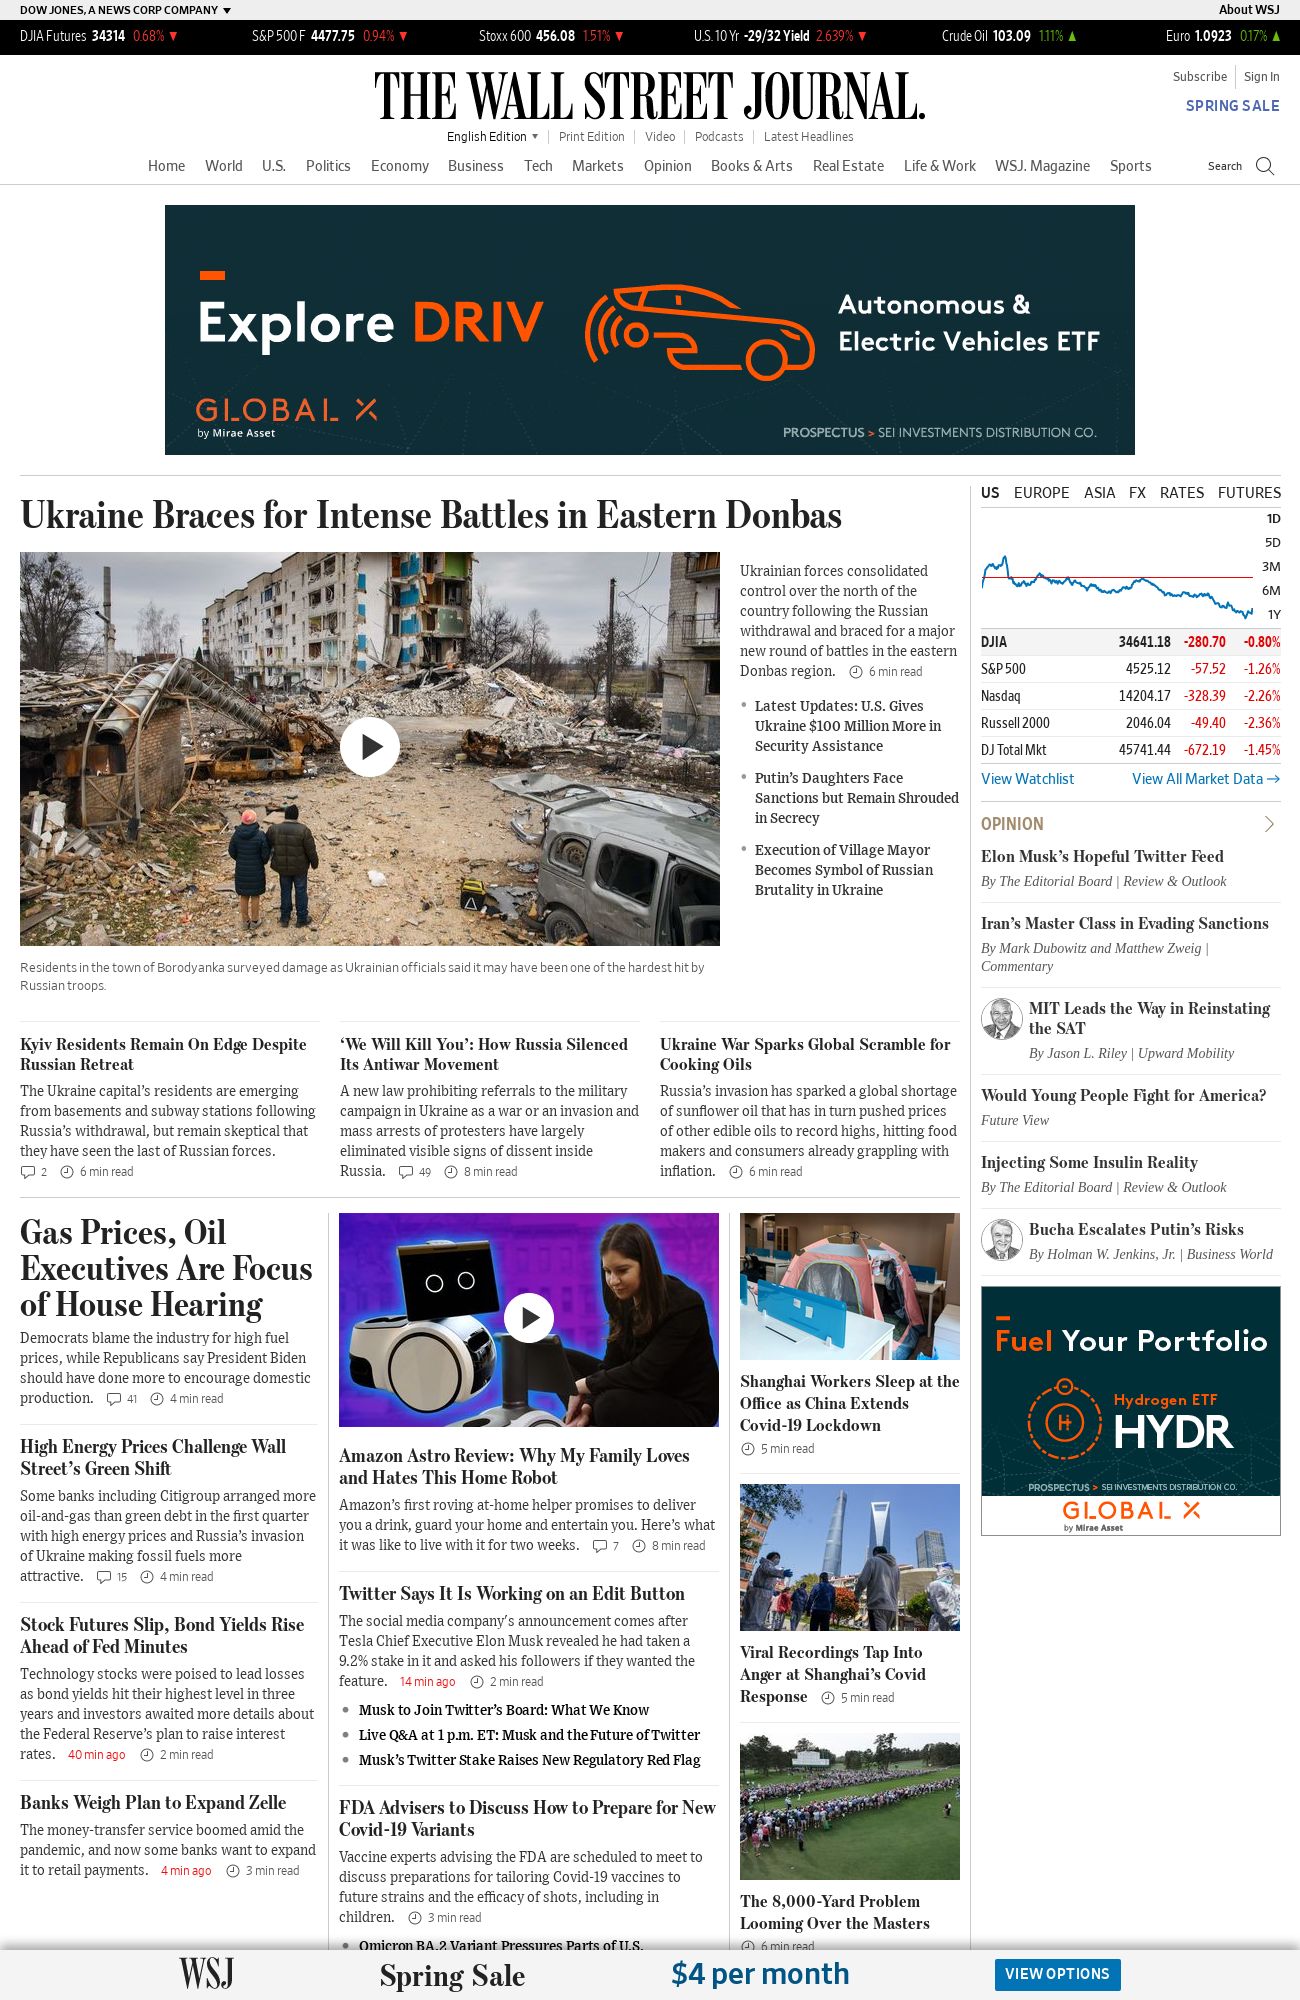 DOW JONES, A NEWS CORP COMPANY
About WSJ
DJIA Futures 34314 0.68%
S&P 500 F 4477.75 0.94%
Stoxx 600 456.08 1.51%
U.S. 10 Yr -29/32 Yield 2.639%
Crude Oil 103.09 1.11%
Euro 1.0923 0.17%
THE WALL STREET JOURNAL.
Subscribe Sign In
SPRING SALE
English Edition Print Edition Video Podcasts Latest Headlines
Home World U.S. Politics Economy Business Tech Markets Opinion Books & Arts Real Estate Life & Work WSJ. Magazine Sports
Search
Explore DRIV
Autonomous &
Electric Vehicles ETF
GLOBAL X
by Mirae Asset
PROSPECTUS > SEI INVESTMENTS DISTRIBUTION CO.
Ukraine Braces for Intense Battles in Eastern Donbas
Residents in the town of Borodyanka surveyed damage as Ukrainian officials said it may have been one of the hardest hit by
Russian troops.
Ukrainian forces consolidated
control over the north of the
country following the Russian
withdrawal and braced for a major
new round of battles in the eastern
Donbas region. 6 min read
Latest Updates: U.S. Gives
Ukraine $100 Million More in
Security Assistance
Putin’s Daughters Face
Sanctions but Remain Shrouded
in Secrecy
Execution of Village Mayor
Becomes Symbol of Russian
Brutality in Ukraine
Kyiv Residents Remain On Edge Despite
Russian Retreat
The Ukraine capital’s residents are emerging
from basements and subway stations following
Russia’s withdrawal, but remain skeptical that
they have seen the last of Russian forces.
2 6 min read
‘We Will Kill You’: How Russia Silenced
Its Antiwar Movement
A new law prohibiting referrals to the military
campaign in Ukraine as a war or an invasion and
mass arrests of protesters have largely
eliminated visible signs of dissent inside
Russia. 49 8 min read
Ukraine War Sparks Global Scramble for
Cooking Oils
Russia’s invasion has sparked a global shortage
of sunflower oil that has in turn pushed prices
of other edible oils to record highs, hitting food
makers and consumers already grappling with
inflation. 6 min read
Gas Prices, Oil
Executives Are Focus
of House Hearing
Democrats blame the industry for high fuel
prices, while Republicans say President Biden
should have done more to encourage domestic
production. 41 4 min read
High Energy Prices Challenge Wall
Street’s Green Shift
Some banks including Citigroup arranged more
oil-and-gas than green debt in the first quarter
with high energy prices and Russia’s invasion
of Ukraine making fossil fuels more
attractive. 15 4 min read
Stock Futures Slip, Bond Yields Rise
Ahead of Fed Minutes
Technology stocks were poised to lead losses
as bond yields hit their highest level in three
years and investors awaited more details about
the Federal Reserve’s plan to raise interest
rates. 40 min ago 2 min read
Banks Weigh Plan to Expand Zelle
The money-transfer service boomed amid the
pandemic, and now some banks want to expand
it to retail payments. 4 min ago 3 min read
Amazon Astro Review: Why My Family Loves
and Hates This Home Robot
Amazon’s first roving at-home helper promises to deliver
you a drink, guard your home and entertain you. Here’s what
it was like to live with it for two weeks. 7 8 min read
Twitter Says It Is Working on an Edit Button
The social media company's announcement comes after
Tesla Chief Executive Elon Musk revealed he had taken a
9.2% stake in it and asked his followers if they wanted the
feature. 14 min ago 2 min read
Musk to Join Twitter’s Board: What We Know
Live Q&A at 1 p.m. ET: Musk and the Future of Twitter
Musk’s Twitter Stake Raises New Regulatory Red Flag
FDA Advisers to Discuss How to Prepare for New
Covid-19 Variants
Vaccine experts advising the FDA are scheduled to meet to
discuss preparations for tailoring Covid-19 vaccines to
future strains and the efficacy of shots, including in
children. 3 min read
Omicron BA.2 Variant Pressures Parts of U.S.
Shanghai Workers Sleep at the
Office as China Extends
Covid-19 Lockdown
5 min read
Viral Recordings Tap Into
Anger at Shanghai’s Covid
Response 5 min read
The 8,000-Yard Problem
Looming Over the Masters
6 min read
US EUROPE ASIA FX RATES FUTURES
1D
5D
3M
6M
1Y
DJIA 34641.18 -280.70 -0.80%
S&P 500 4525.12 -57.52 -1.26%
Nasdaq 14204.17 -328.39 -2.26%
Russell 2000 2046.04 -49.40 -2.36%
DJ Total Mkt 45741.44 -672.19 -1.45%
View Watchlist View All Market Data
OPINION
Elon Musk’s Hopeful Twitter Feed
By The Editorial Board | Review & Outlook
Iran’s Master Class in Evading Sanctions
By Mark Dubowitz and Matthew Zweig |
Commentary
MIT Leads the Way in Reinstating
the SAT
By Jason L. Riley | Upward Mobility
Would Young People Fight for America?
Future View
Injecting Some Insulin Reality
By The Editorial Board | Review & Outlook
Bucha Escalates Putin’s Risks
By Holman W. Jenkins, Jr. | Business World
Fuel Your Portfolio
Hydrogen ETF
H
HYDR
PROSPECTUS > SEI INVESTMENTS DISTRIBUTION CO.
GLOBAL X
by Mirae Asset
WSJ Spring Sale $4 per month VIEW OPTIONS